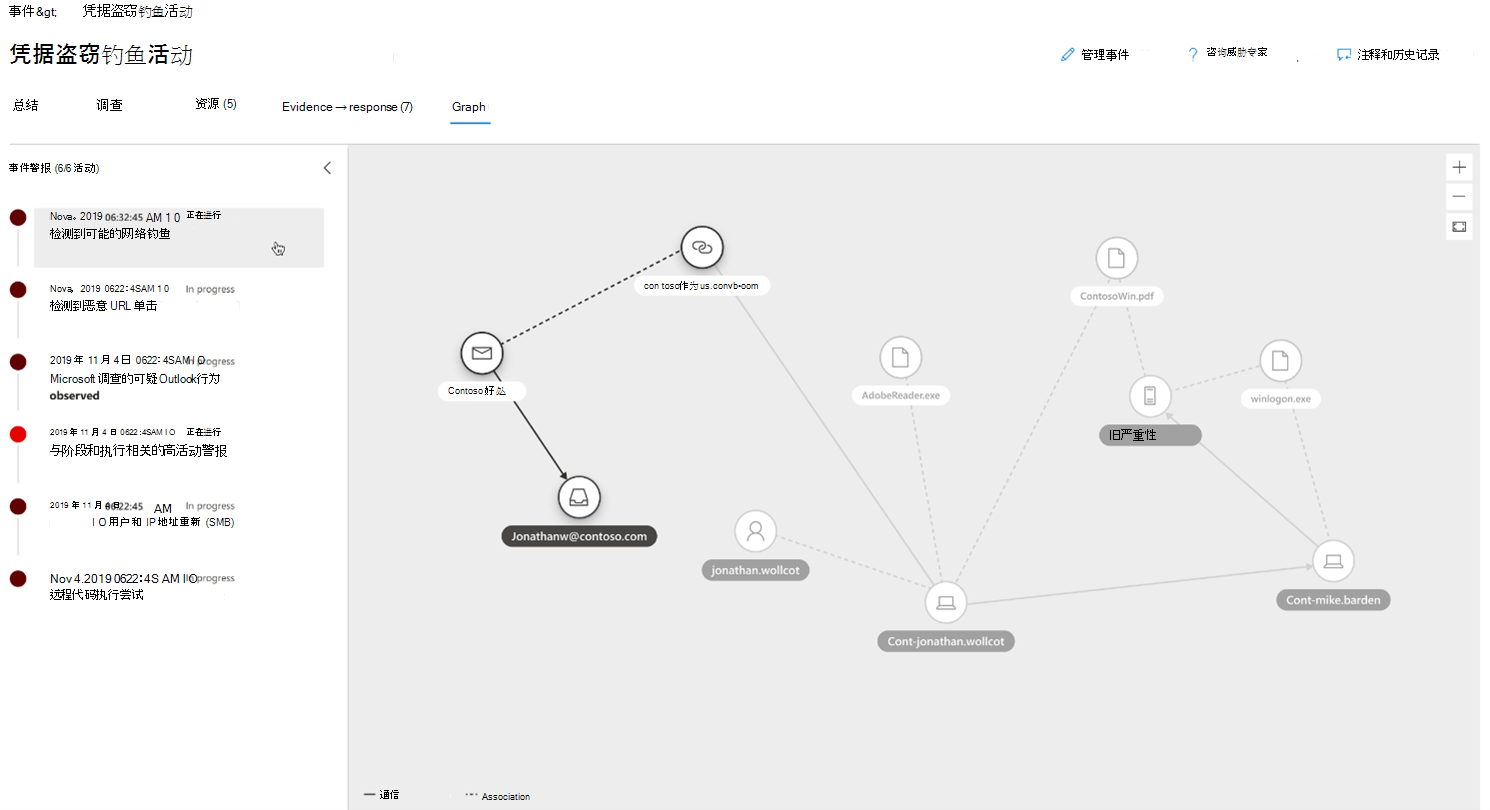 事件&gt; 凭据盗窃钓鱼活动
凭据盗窃钓鱼活动
管理事件
? 咨询威胁专家
注释和历史记录
总结
调查
资源 (5)
Evidence → response (7)
Graph
事件警报 (6/6 活动)
Nova。2019 06:32:45 AM 1 0 正在进行
检测到可能的网络钓鱼
Nova。2019 0622:4SAM 1 0 In progress
检测到恶意 URL 单击
2019 年 11 月 4日 0622:4SAM I O In progress
Microsoft 调查的可疑 Outlook行为
observed
2019 年 11 月 4 日 0622:4SAM I O 正在进行
与阶段和执行相关的高活动警报
2019 年 11 月 06:22:45 AM In progress
I O 用户 和 IP 地址重新 (SMB)
Nov 4.2019 0622:4S AM IIO progress
远程代码执行尝试
con toso作为 us.convb-oom
Contoso 好处
Jonathanw@contoso.com
jonathan.wollcot
AdobeReader.exe
Cont-jonathan.wollcot
ContosoWin.pdf
旧严重性
winlogon.exe
Cont-mike.barden
通信
Association